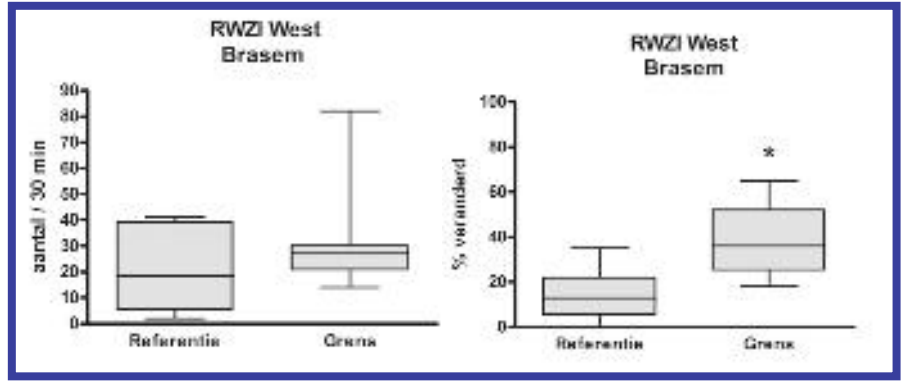 RWZI West
Brasem
aantal / 30 min
90
80
70
60
50
40
30
20
10
0
Referentie
Grens
RWZI West
Brasem
% veranderd
100
80
60
40
20
0
*
Referentie
Grens